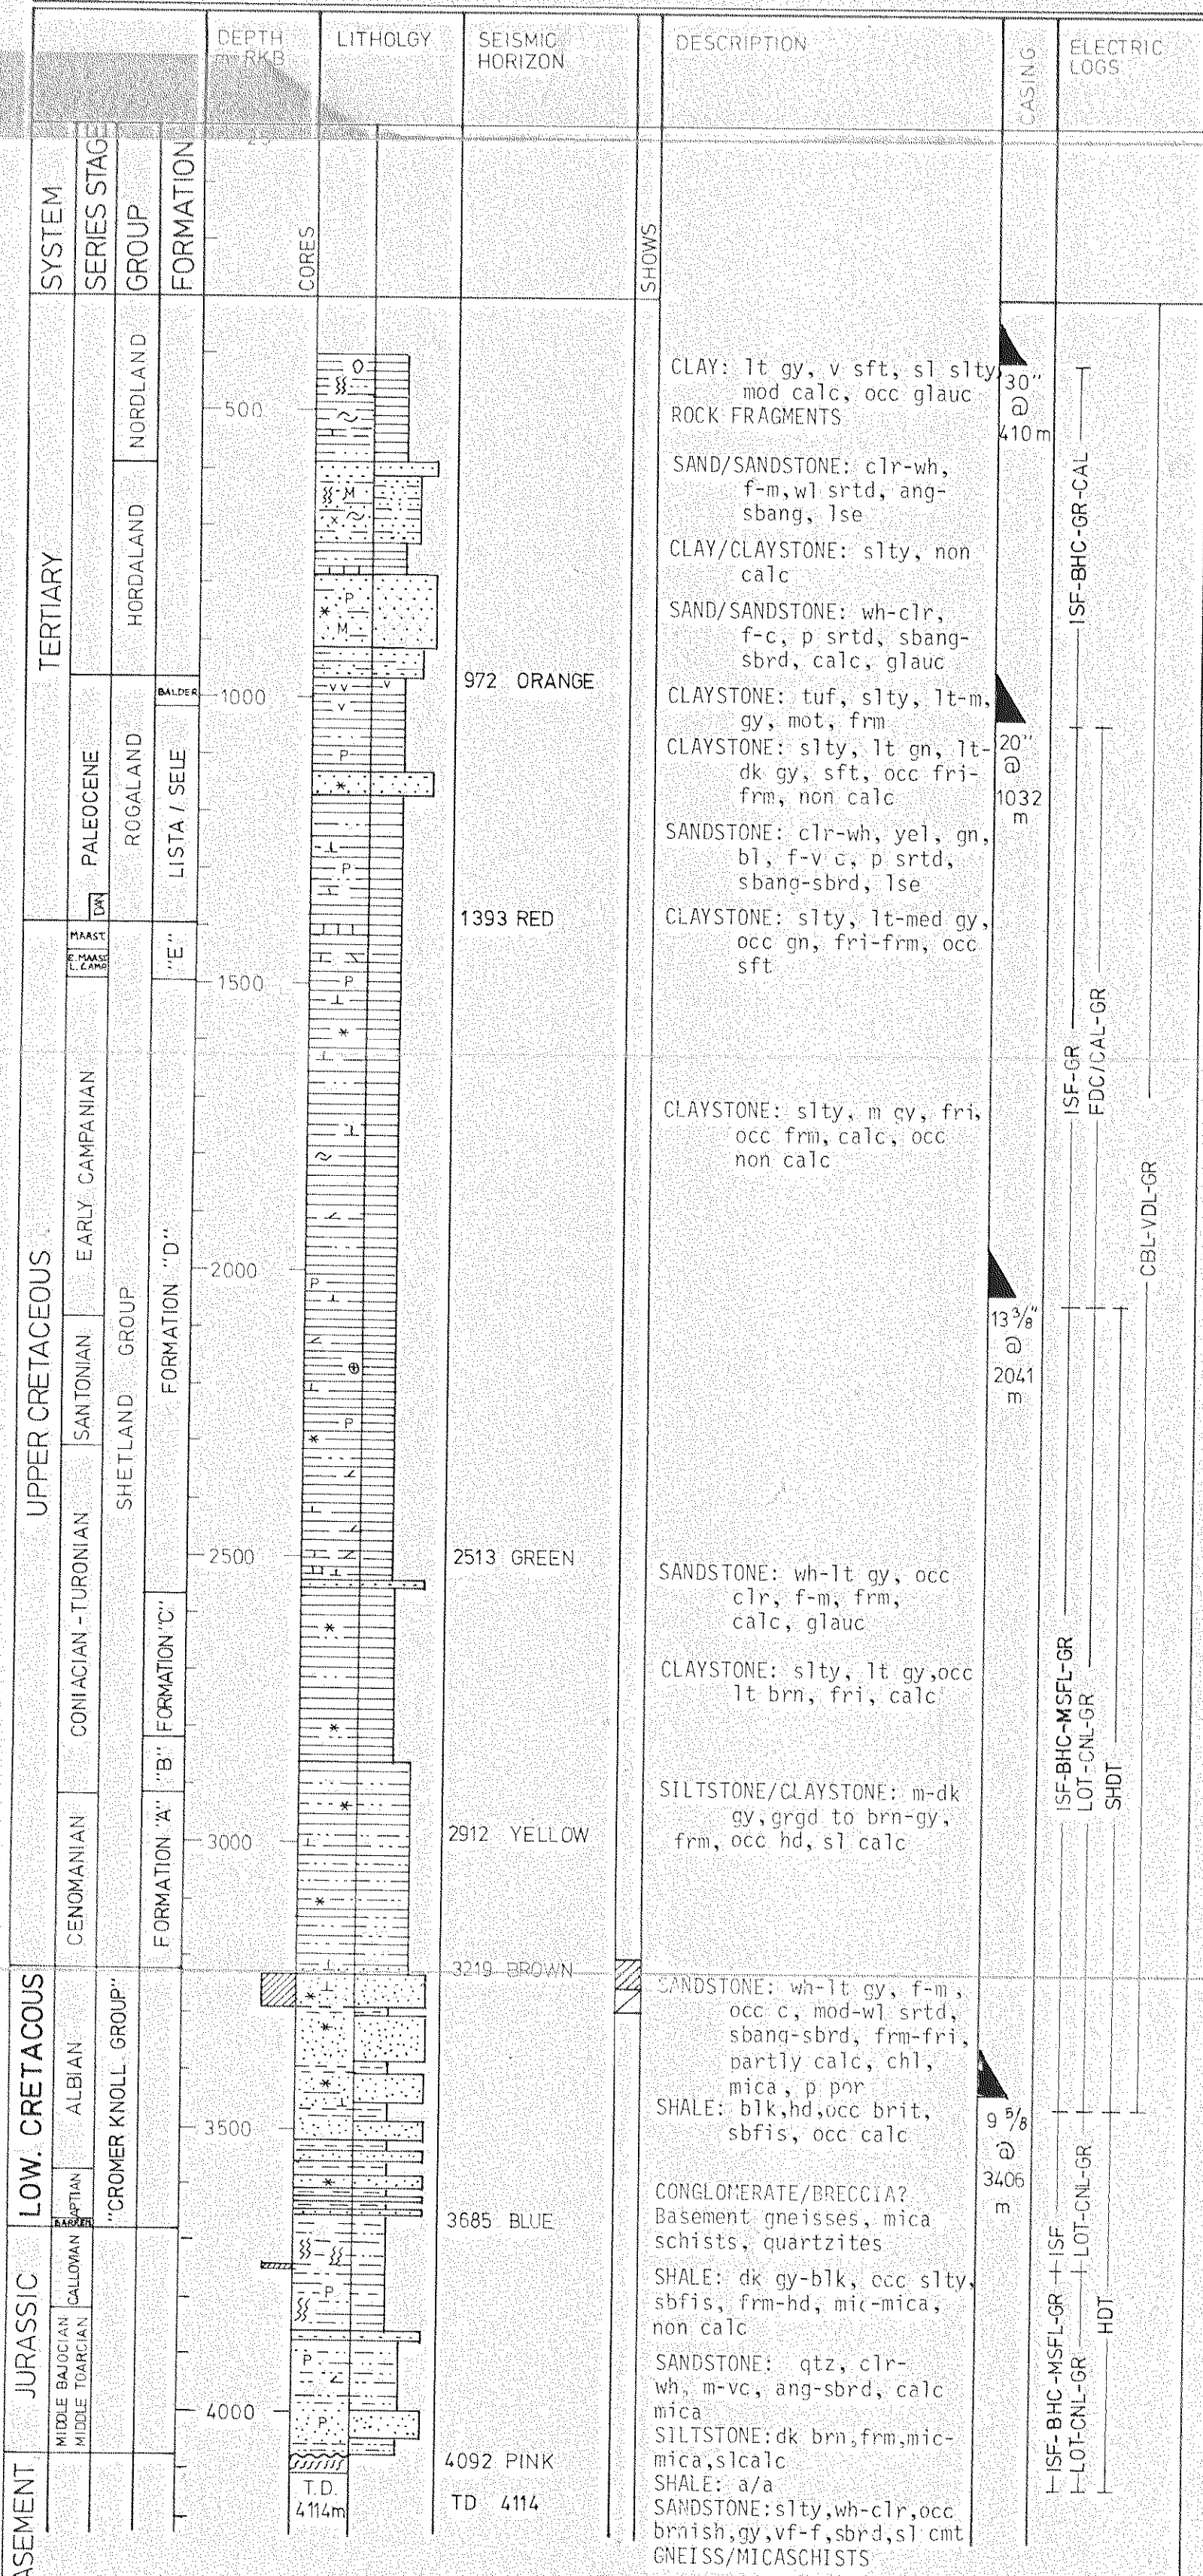 DEPTH
m RKB
LITHOLGY
SEISMIC
HORIZON
DESCRIPTION
CASING
ELECTRIC
LOGS
SYSTEM
SERIES STAGE
GROUP
FORMATION
25
CORES
SHOWS
TERTIARY
PALEOCENE
DAN
NORDLAND
HORDALAND
ROGALAND
BALDER
LISTA / SELE
UPPER CRETACEOUS
MAAST
E. MAAST
L. CAMP
EARLY CAMPANIAN
SANTONIAN
CONIACIAN-TURONIAN
CENOMANIAN
SHETLAND GROUP
"E"
FORMATION "D"
FORMATION "C"
"B"
FORMATION "A"
LOW. CRETACOUS
ALBIAN
APTIAN
BARREM
"CROMER KNOLL GROUP"
JURASSIC
CALLOVIAN
MIDDLE BAJOCIAN
MIDDLE TOARCIAN
ASEMENT
500
1000
1500
2000
2500
3000
3500
4000
T.D.
4114m
972 ORANGE
1393 RED
2513 GREEN
2912 YELLOW
3219 BROWN
3685 BLUE
4092 PINK
TD 4114
CLAY: lt gy, v sft, sl slty,
mod calc, occ glauc
ROCK FRAGMENTS
SAND/SANDSTONE: clr-wh,
f-m, wl srtd, ang-
sbang, lse
CLAY/CLAYSTONE: slty, non
calc
SAND/SANDSTONE: wh-clr,
f-c, p srtd, sbang-
sbrd, calc, glauc
CLAYSTONE: tuf, slty, lt-m,
gy, mot, frm
CLAYSTONE: slty, lt gn, lt-
dk gy, sft, occ fri-
frm, non calc
SANDSTONE: clr-wh, yel, gn,
bl, f-v c, p srtd,
sbang-sbrd, lse
CLAYSTONE: slty, lt-med gy,
occ gn, fri-frm, occ
sft
CLAYSTONE: slty, m gy, fri,
occ frm, calc, occ
non calc
SANDSTONE: wh-lt gy, occ
clr, f-m, frm,
calc, glauc
CLAYSTONE: slty, lt gy,occ
lt brn, fri, calc
SILTSTONE/CLAYSTONE: m-dk
gy, grgd to brn-gy,
frm, occ hd, sl calc
SANDSTONE: wh-lt gy, f-m,
occ c, mod-wl srtd,
sbang-sbrd, frm-fri,
partly calc, chl,
mica, p por
SHALE: blk,hd,occ brit,
sbfis, occ calc
CONGLOMERATE/BRECCIA?
Basement gneisses, mica
schists, quartzites
SHALE: dk gy-blk, occ slty,
sbfis, frm-hd, mic-mica,
non calc
SANDSTONE: qtz, clr-
wh, m-vc, ang-sbrd, calc
mica
SILTSTONE:dk brn,frm,mic-
mica,slcalc
SHALE: a/a
SANDSTONE:slty,wh-clr,occ
brnish,gy,vf-f,sbrd,sl cmt
GNEISS/MICASCHISTS
30"
@
410 m
20"
@
1032
m
13 3/8"
@
2041
m
9 5/8
@
3406
m
ISF-BHC-GR-CAL
ISF-GR
FDC/CAL-GR
CBL-VDL-GR
ISF-BHC-MSFL-GR
LOT-CNL-GR
SHDT
ISF
LOT-CNL-GR
ISF-BHC-MSFL-GR
LOT-CNL-GR
HDT